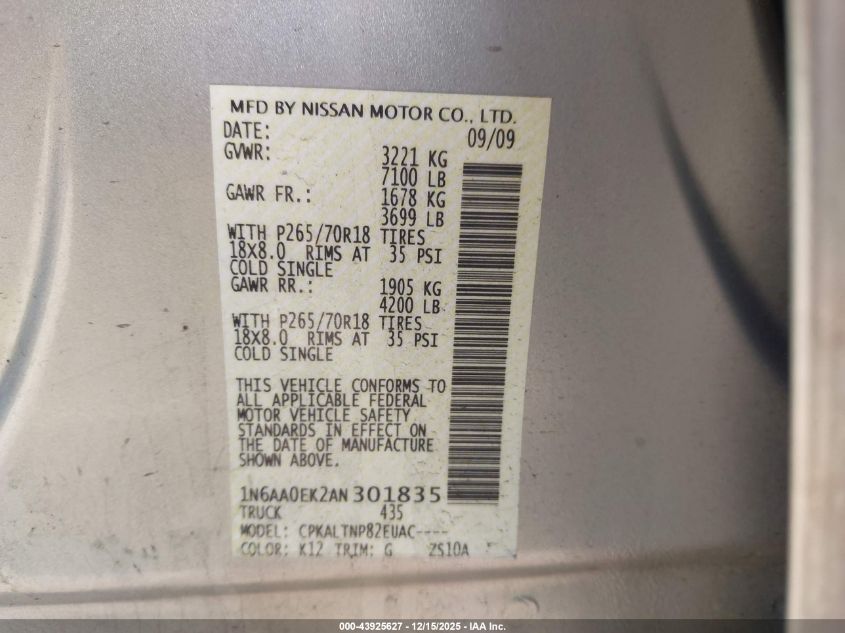 MFD BY NISSAN MOTOR CO., LTD.
DATE: 09/09
GVWR: 3221 KG
7100 LB
GAWR FR.: 1678 KG
3699 LB
WITH P265/70R18 TIRES
18X8.0 RIMS AT 35 PSI
COLD SINGLE
GAWR RR.: 1905 KG
4200 LB
WITH P265/70R18 TIRES
18X8.0 RIMS AT 35 PSI
COLD SINGLE
THIS VEHICLE CONFORMS TO
ALL APPLICABLE FEDERAL
MOTOR VEHICLE SAFETY
STANDARDS IN EFFECT ON
THE DATE OF MANUFACTURE
SHOWN ABOVE.
1N6AA0EK2AN301835
TRUCK 435
MODEL: CPKALTNP82EUAC----
COLOR: K12 TRIM: G ZS10A
000-43925627 - 12/15/2025 - IAA Inc.